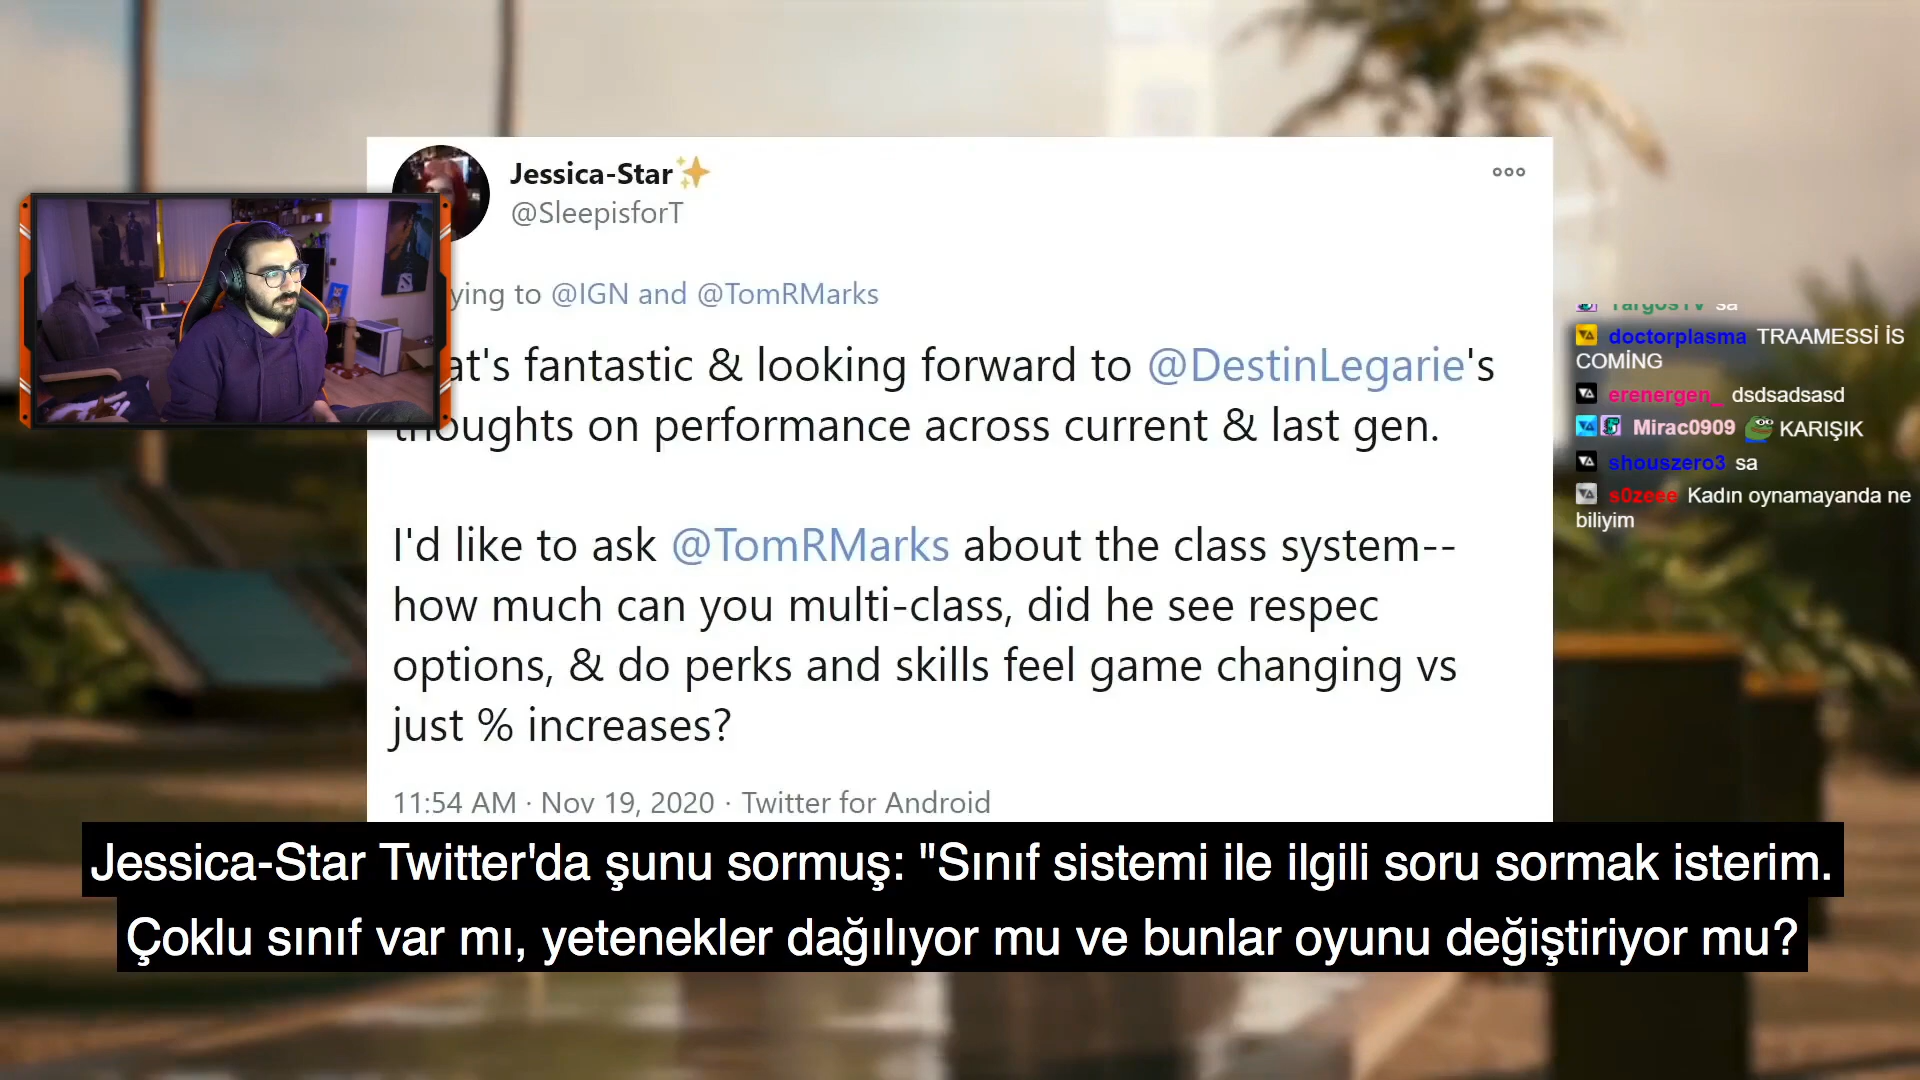 Jessica-Star✨
@SleepisforT
ying to @IGN and @TomRMarks
at's fantastic & looking forward to @DestinLegarie's
thoughts on performance across current & last gen.
I'd like to ask @TomRMarks about the class system--
how much can you multi-class, did he see respec
options, & do perks and skills feel game changing vs
just % increases?
11:54 AM · Nov 19, 2020 · Twitter for Android
Jessica-Star Twitter'da şunu sormuş: "Sınıf sistemi ile ilgili soru sormak isterim.
Çoklu sınıf var mı, yetenekler dağılıyor mu ve bunlar oyunu değiştiriyor mu?
sa
doctorplasma TRAAMESSİ İS
COMİNG
erenergen_ dsdsadsasd
Mirac0909 KARIŞIK
shouszero3 sa
s0zeee Kadın oynamayanda ne
biliyim